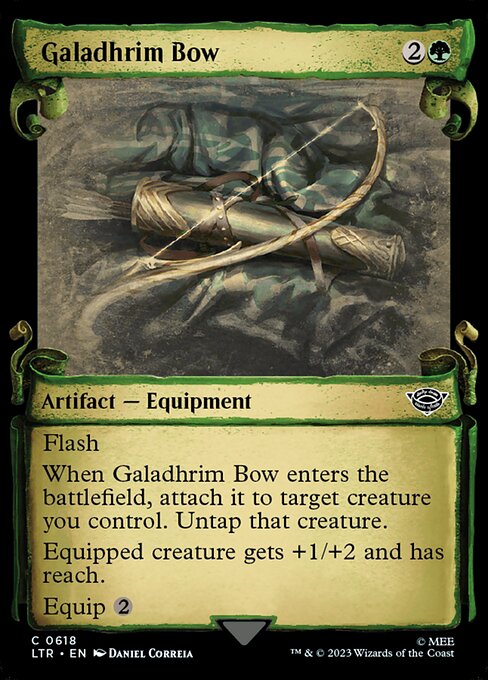 Galadhrim Bow 2
Artifact — Equipment
Flash
When Galadhrim Bow enters the
battlefield, attach it to target creature
you control. Untap that creature.
Equipped creature gets +1/+2 and has
reach.
Equip 2
C 0618
LTR • EN DANIEL CORREIA
© MEE
™ & © 2023 Wizards of the Coast